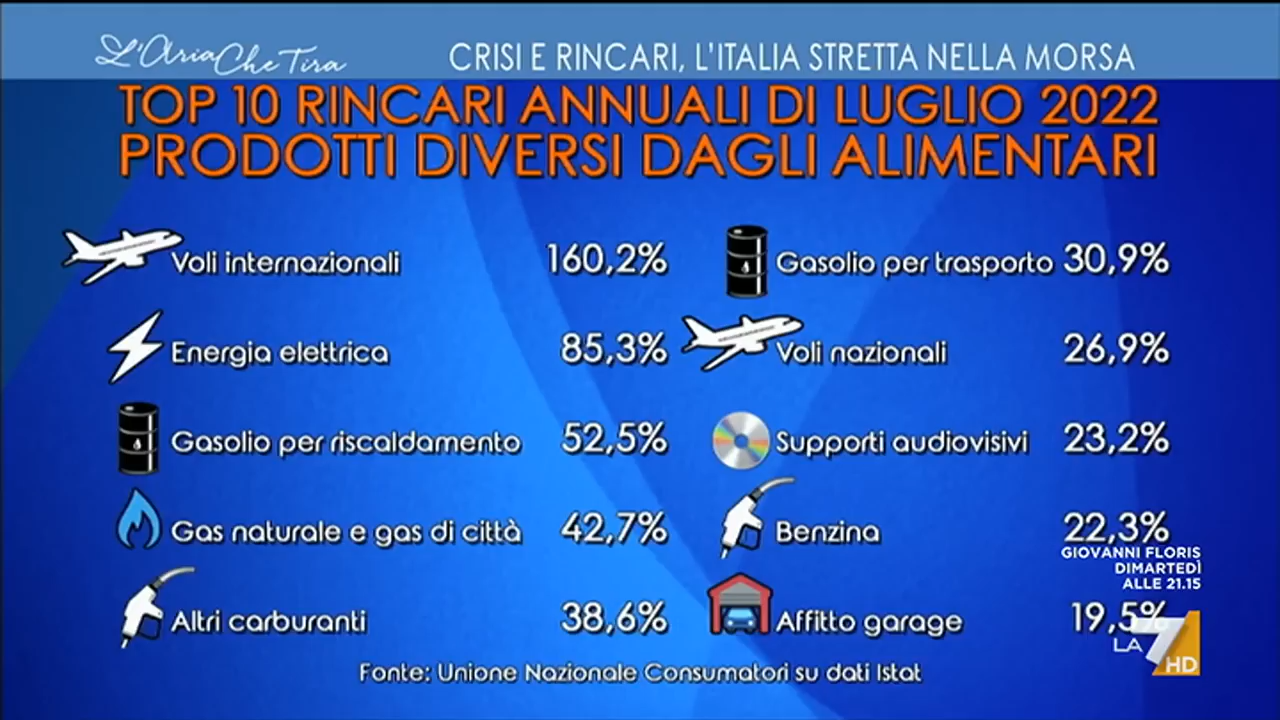 L'Aria Che Tira
CRISI E RINCARI, L'ITALIA STRETTA NELLA MORSA
TOP 10 RINCARI ANNUALI DI LUGLIO 2022
PRODOTTI DIVERSI DAGLI ALIMENTARI
Voli internazionali 160,2%
Energia elettrica 85,3%
Gasolio per riscaldamento 52,5%
Gas naturale e gas di città 42,7%
Altri carburanti 38,6%
Gasolio per trasporto 30,9%
Voli nazionali 26,9%
Supporti audiovisivi 23,2%
Benzina 22,3%
Affitto garage 19,5%
GIOVANNI FLORIS
DIMARTEDÌ
ALLE 21.15
LA 7 HD
Fonte: Unione Nazionale Consumatori su dati Istat